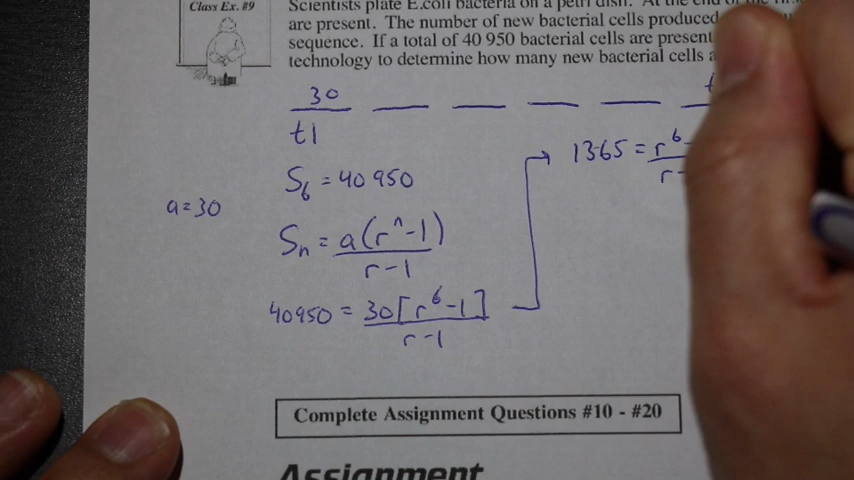 Class Ex. #9
Scientists plate E.coli bacteria on a petri dish. At the end of the
are present. The number of new bacterial cells produced
sequence. If a total of 40 950 bacterial cells are present
technology to determine how many new bacterial cells
30
t1
S6 = 40 950
a=30
Sn = a(r^n-1)
r-1
40950 = 30[r^6-1]
r-1
1365 = r^6
r-
Complete Assignment Questions #10 - #20
Assignment